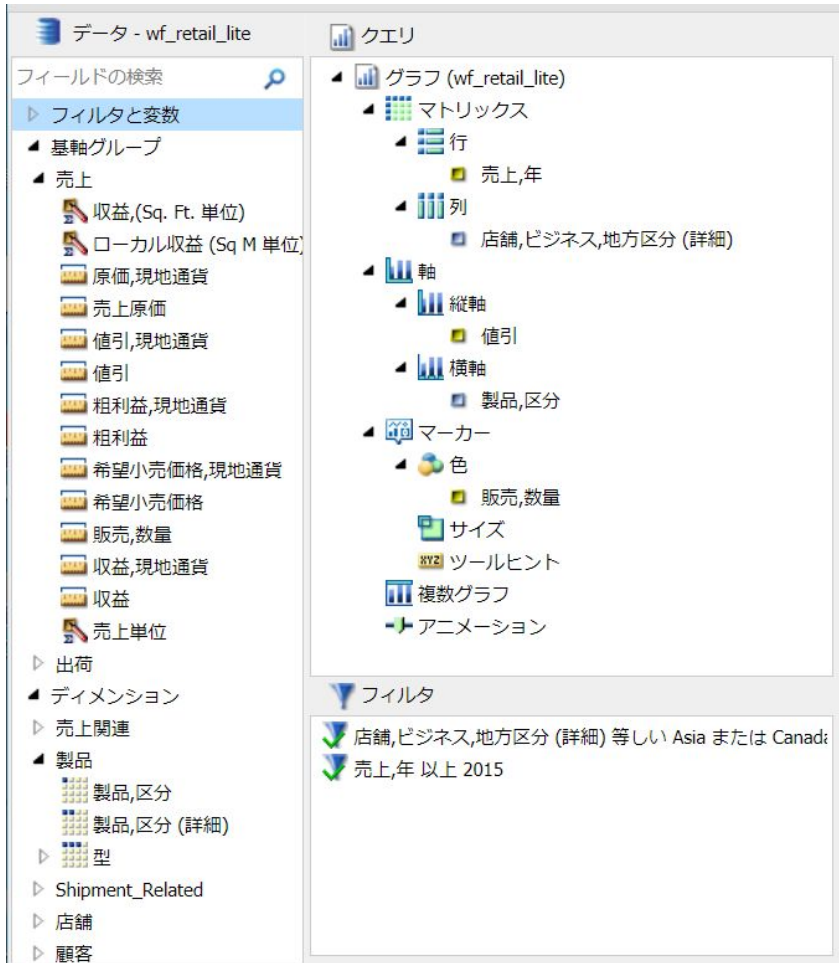 データ - wf_retail_lite
フィールドの検索
フィルタと変数
基軸グループ
売上
収益,(Sq. Ft. 単位)
ローカル収益 (Sq M 単位)
原価,現地通貨
売上原価
値引,現地通貨
値引
粗利益,現地通貨
粗利益
希望小売価格,現地通貨
希望小売価格
販売,数量
収益,現地通貨
収益
売上単位
出荷
ディメンション
売上関連
製品
製品,区分
製品,区分 (詳細)
型
Shipment_Related
店舗
顧客
クエリ
グラフ (wf_retail_lite)
マトリックス
行
売上,年
列
店舗,ビジネス,地方区分 (詳細)
軸
縦軸
値引
横軸
製品,区分
マーカー
色
販売,数量
サイズ
XYZ ツールヒント
複数グラフ
アニメーション
フィルタ
店舗,ビジネス,地方区分 (詳細) 等しい Asia または Canada
売上,年 以上 2015